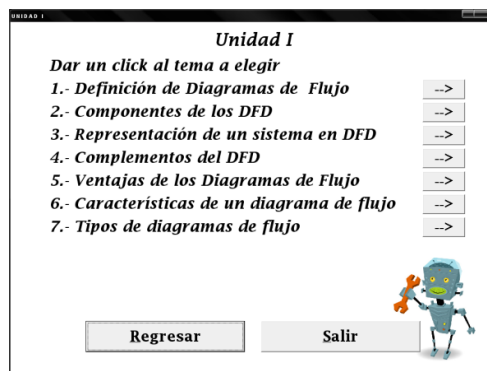 UNIDAD I
Unidad I
Dar un click al tema a elegir
1.- Definición de Diagramas de Flujo -->
2.- Componentes de los DFD -->
3.- Representación de un sistema en DFD -->
4.- Complementos del DFD -->
5.- Ventajas de los Diagramas de Flujo -->
6.- Características de un diagrama de flujo -->
7.- Tipos de diagramas de flujo -->
Regresar Salir